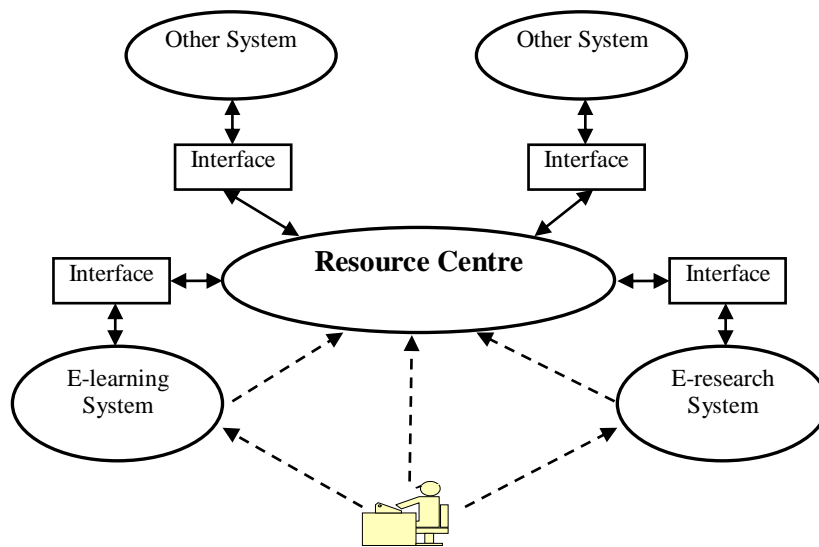 Other System
Other System
Interface
Interface
Resource Centre
Interface
Interface
E-learning
System
E-research
System